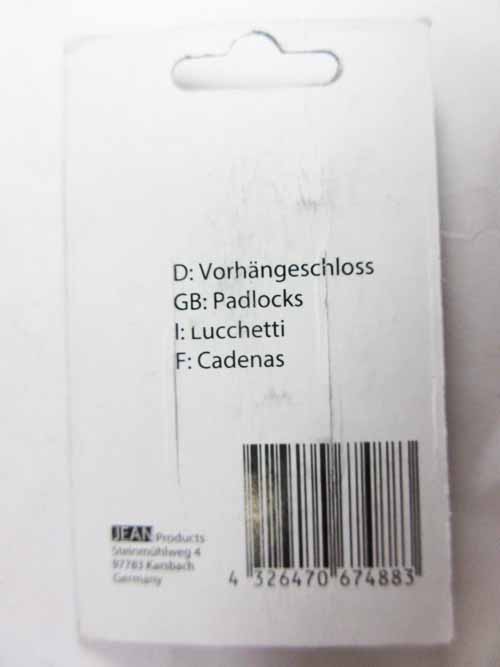 D: Vorhängeschloss
GB: Padlocks
I: Lucchetti
F: Cadenas
JEAN Products
Steinmühlweg 4
97783 Karsbach
Germany
4 326470 674883